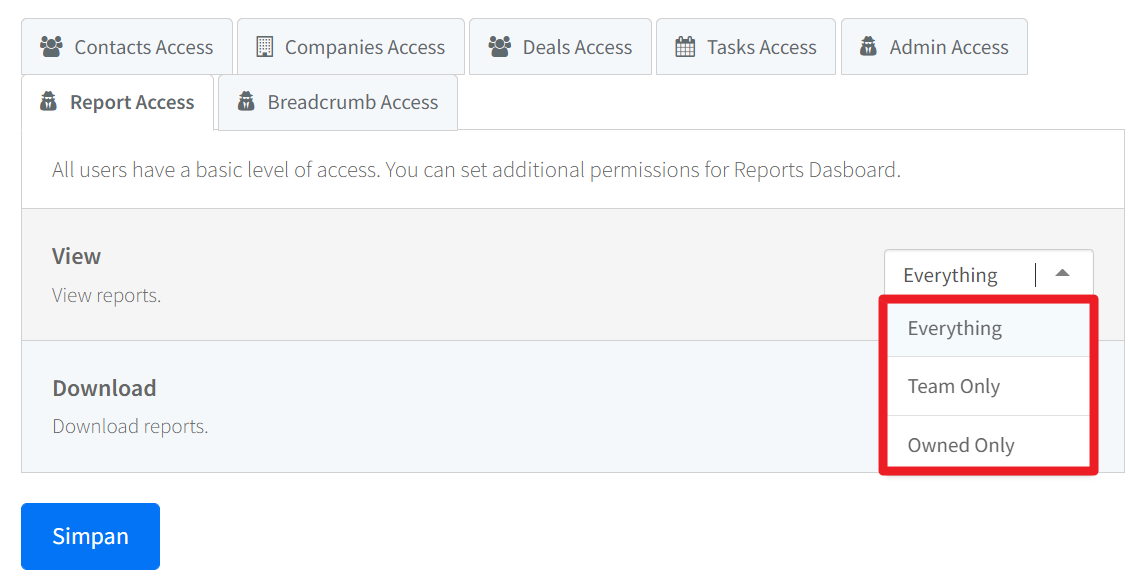 Contacts Access
Companies Access
Deals Access
Tasks Access
Admin Access
Report Access
Breadcrumb Access
All users have a basic level of access. You can set additional permissions for Reports Dasboard.
View
View reports.
Everything
Everything
Team Only
Owned Only
Download
Download reports.
Simpan